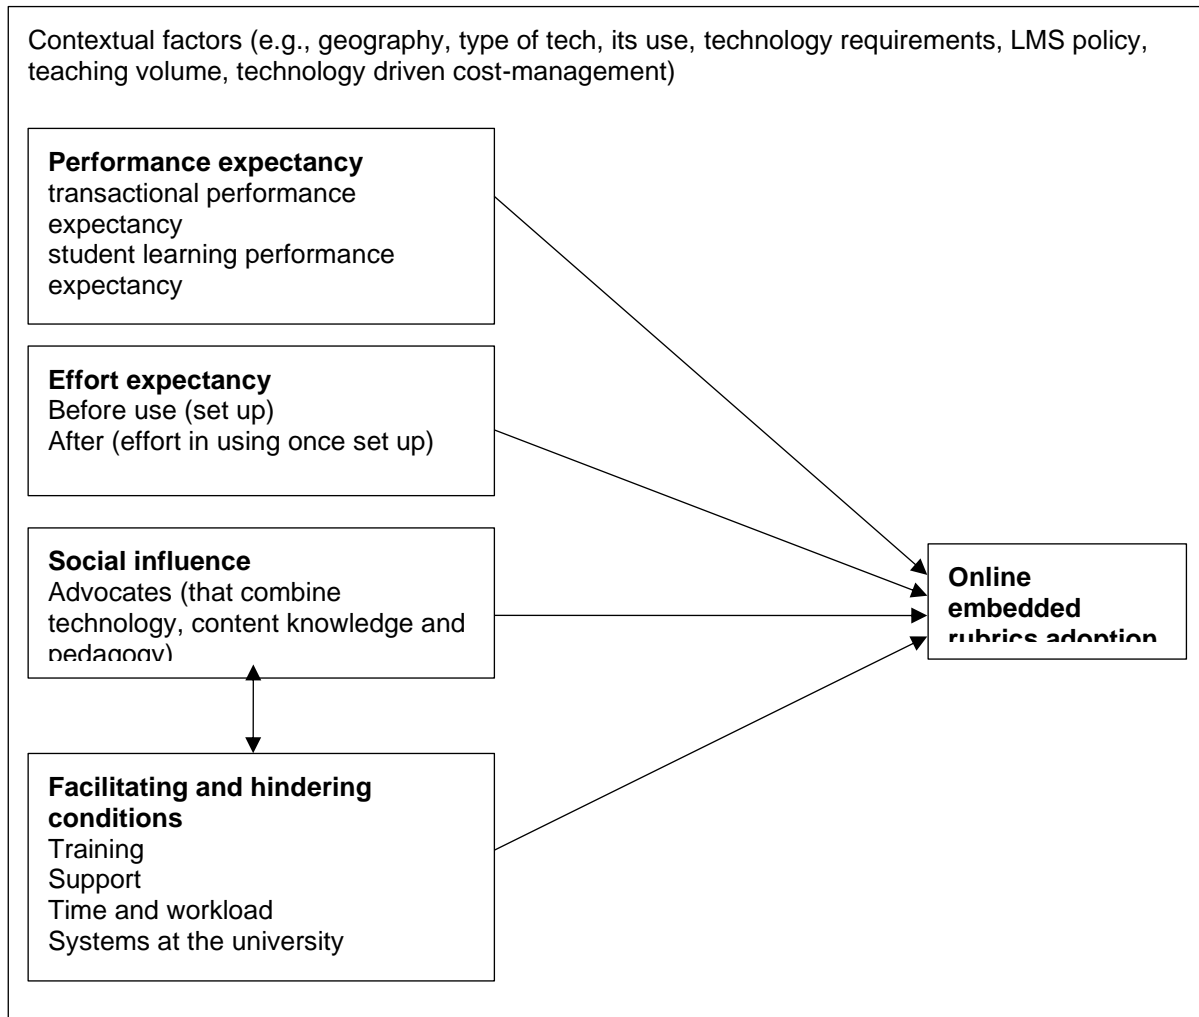 Contextual factors (e.g., geography, type of tech, its use, technology requirements, LMS policy,
teaching volume, technology driven cost-management)
Performance expectancy
transactional performance
expectancy
student learning performance
expectancy
Effort expectancy
Before use (set up)
After (effort in using once set up)
Social influence
Advocates (that combine
technology, content knowledge and
pedagogy)
Facilitating and hindering
conditions
Training
Support
Time and workload
Systems at the university
Online
embedded
rubrics adoption